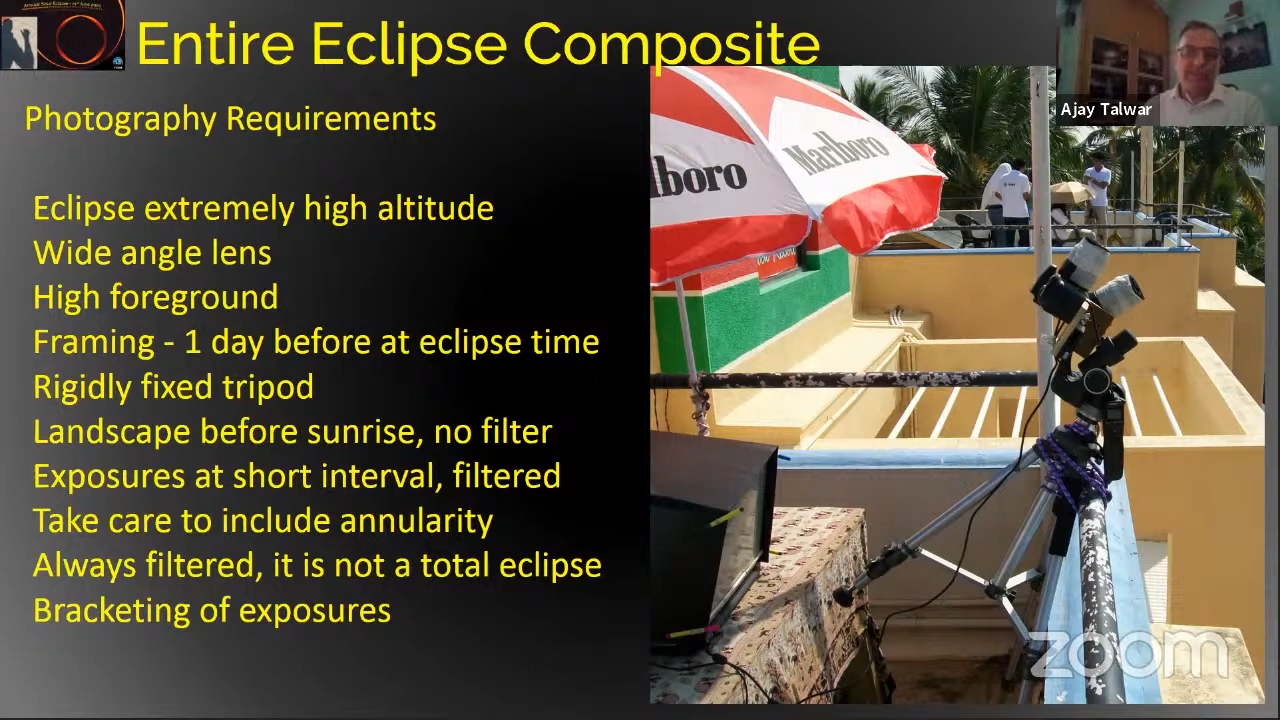 Entire Eclipse Composite
Photography Requirements
Eclipse extremely high altitude
Wide angle lens
High foreground
Framing - 1 day before at eclipse time
Rigidly fixed tripod
Landscape before sunrise, no filter
Exposures at short interval, filtered
Take care to include annularity
Always filtered, it is not a total eclipse
Bracketing of exposures
Ajay Talwar
lboro
Marlboro
zoom